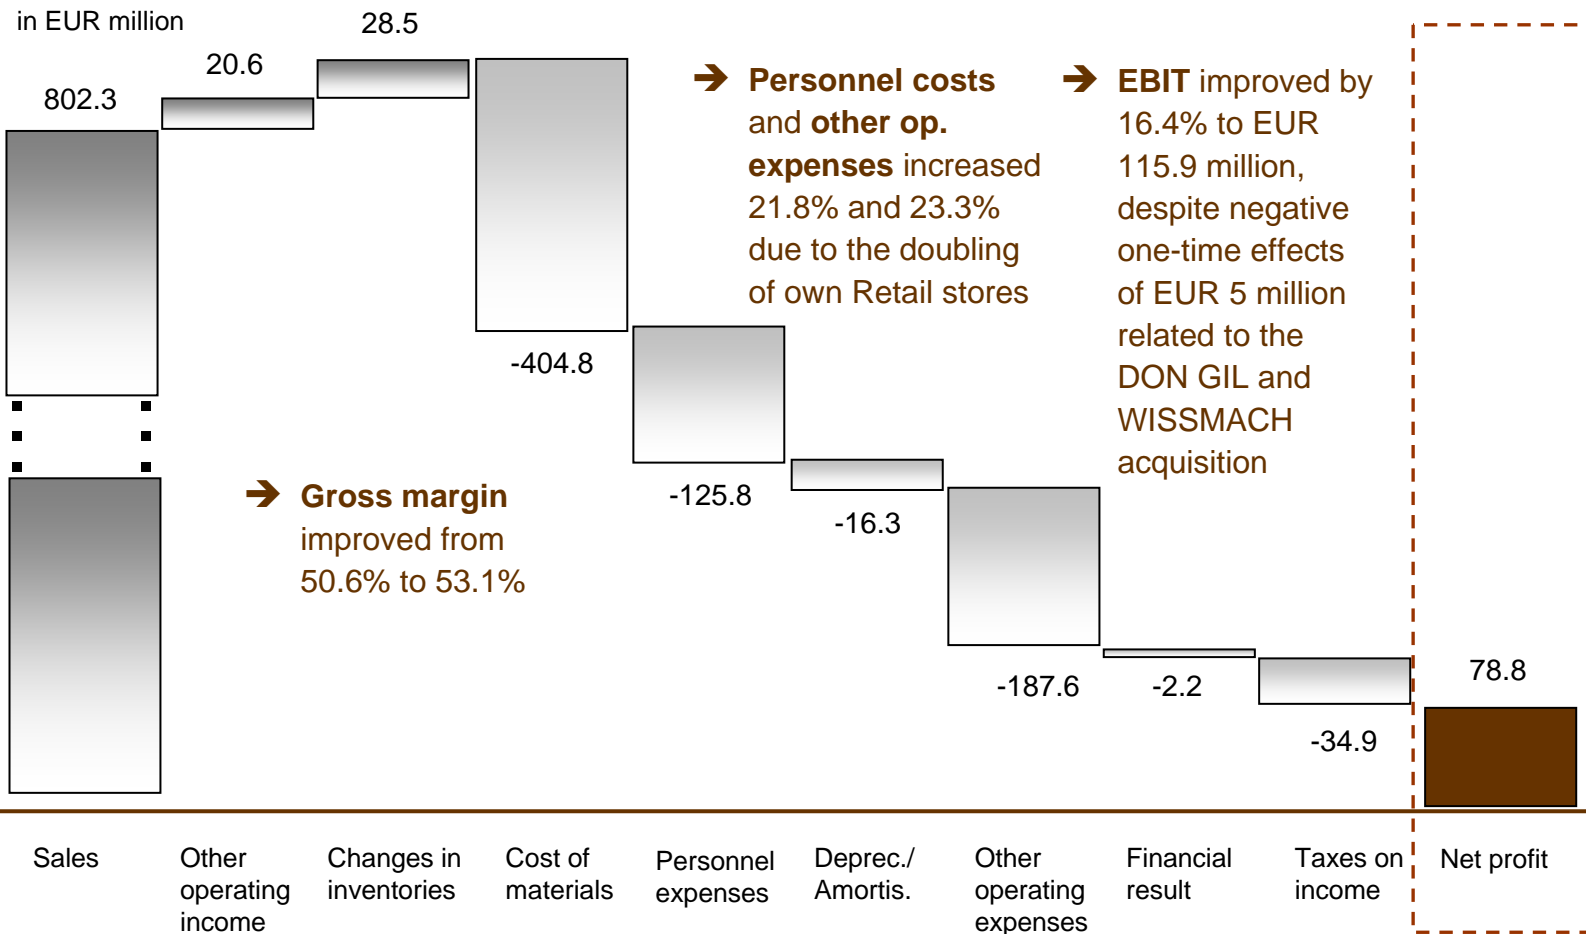 in EUR million
802.3
20.6
28.5
-404.8
-125.8
-16.3
-187.6
-2.2
-34.9
78.8
➔ Gross margin
improved from
50.6% to 53.1%
➔ Personnel costs
and other op.
expenses increased
21.8% and 23.3%
due to the doubling
of own Retail stores
➔ EBIT improved by
16.4% to EUR
115.9 million,
despite negative
one-time effects
of EUR 5 million
related to the
DON GIL and
WISSMACH
acquisition
Sales
Other
operating
income
Changes in
inventories
Cost of
materials
Personnel
expenses
Deprec./
Amortis.
Other
operating
expenses
Financial
result
Taxes on
income
Net profit